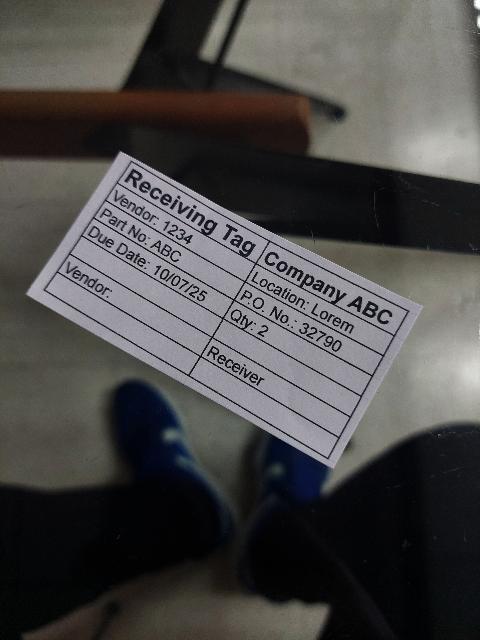 Receiving Tag
Company ABC
Vendor: 1234
Location: Lorem
Part No: ABC
P.O. No.: 32790
Due Date: 10/07/25
Qty: 2
Vendor:
Receiver